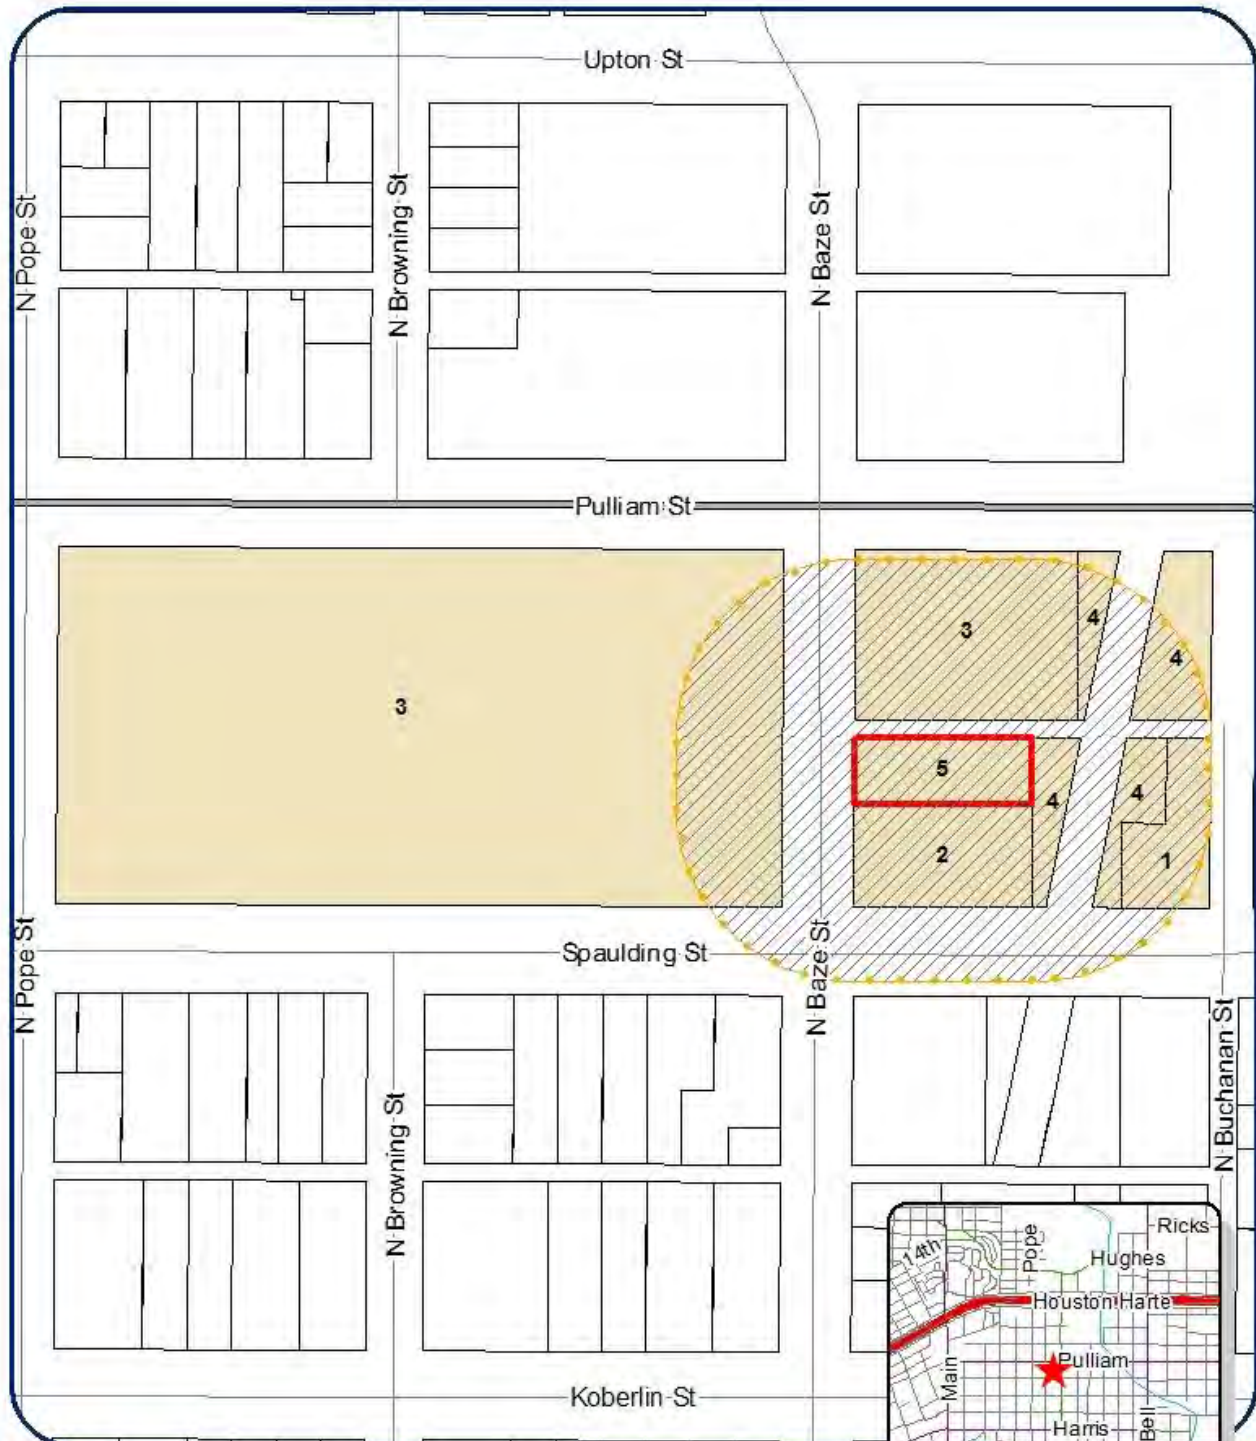 Upton St
N Pope St
N Browning St
N Baze St
Pulliam St
3
3
4
4
5
4
4
2
1
N Pope St
Spaulding St
N Baze St
N Browning St
N Buchanan St
Koberlin St
14th
Pope
Ricks
Hughes
Houston Harte
Main
Pulliam
Harris
Bell